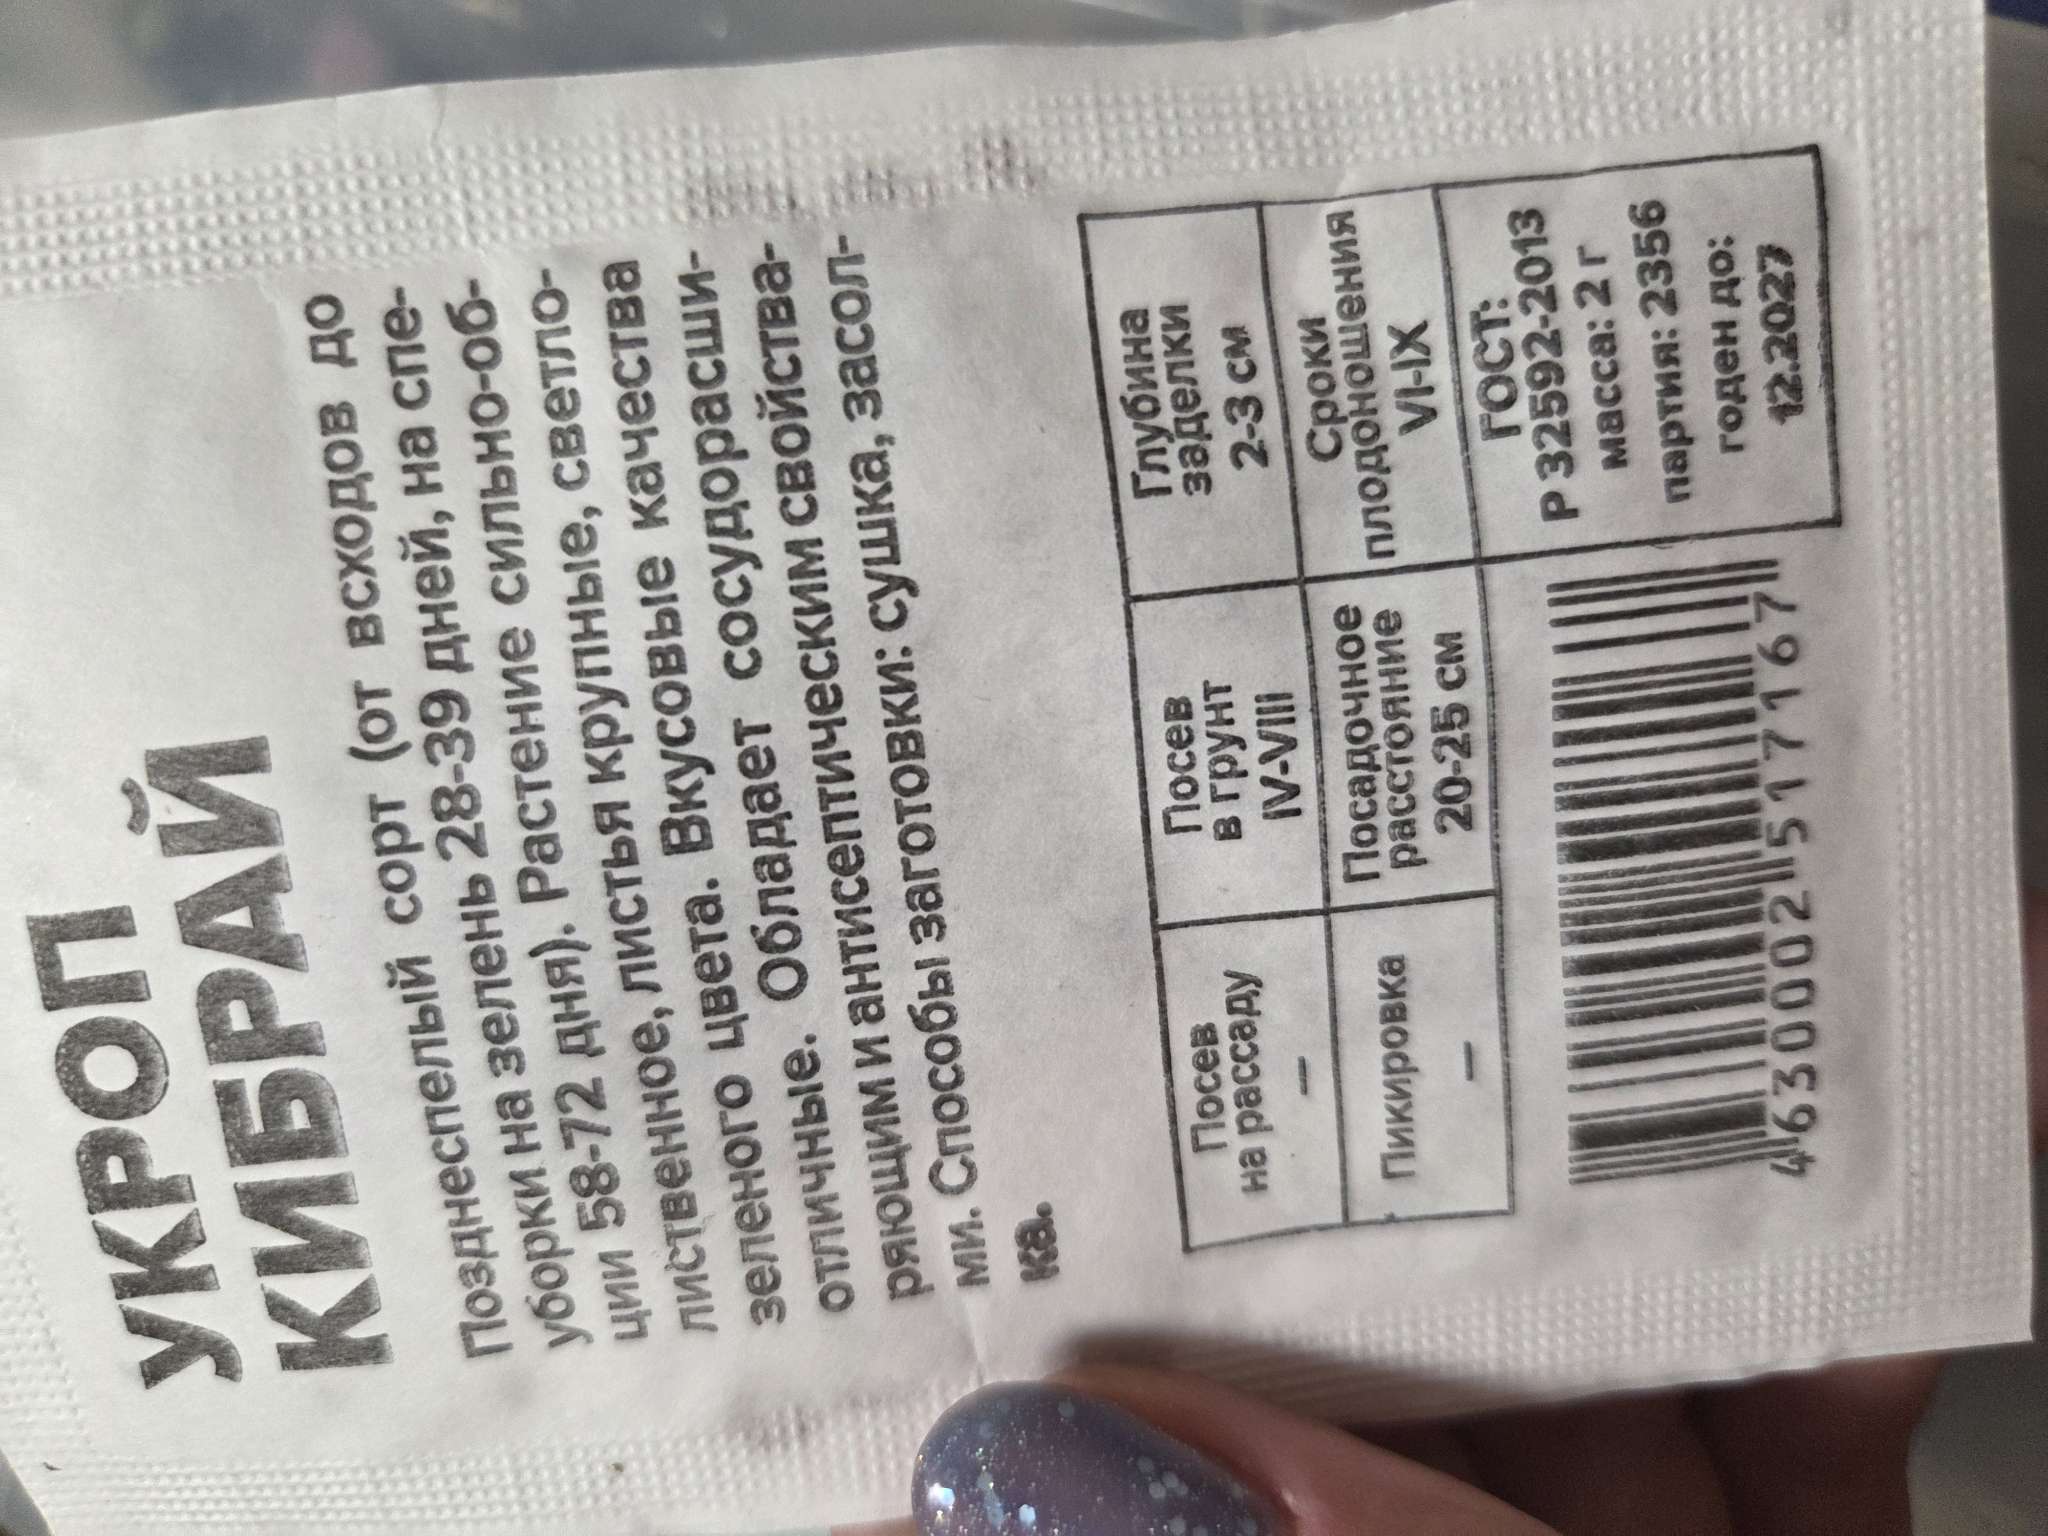 УКРОП
КИБРАЙ
Позднеспелый сорт (от всходов до
уборки на зелень 28-39 дней, на спе-
ции 58-72 дня). Растение сильно-об-
лиственное, листья крупные, светло-
зеленого цвета. Вкусовые качества
отличные. Обладает сосудорасши-
ряющим и антисептическим свойства-
ми. Способы заготовки: сушка, засол-
ка.
Посев
на рассаду
–
Посев
в грунт
IV-VIII
Глубина
заделки
2-3 см
Пикировка
–
Посадочное
расстояние
20-25 см
Сроки
плодоношения
VI-IX
4 630002 517167
ГОСТ:
Р 32592-2013
масса: 2 г
партия: 2356
годен до:
12.2027